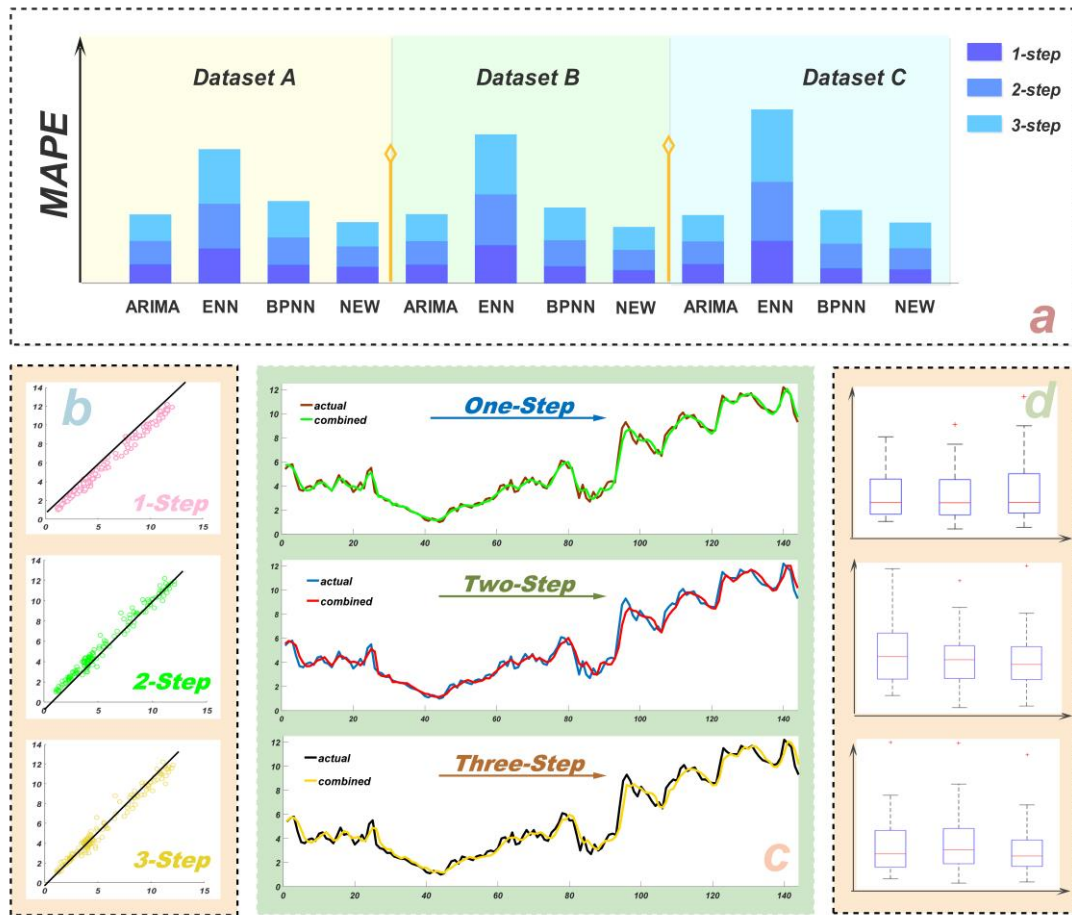 MAPE
Dataset A
Dataset B
Dataset C
1-step
2-step
3-step
ARIMA ENN BPNN NEW ARIMA ENN BPNN NEW ARIMA ENN BPNN NEW
a
b
14
12
10
8
6
4
2
0
0 5 10 15
1-Step
14
12
10
8
6
4
2
0
0 5 10 15
2-Step
14
12
10
8
6
4
2
0
0 5 10 15
3-Step
12
10
8
6
4
2
0
actual
combined
One-Step
0 20 40 60 80 100 120 140
12
10
8
6
4
2
0
actual
combined
Two-Step
0 20 40 60 80 100 120 140
12
10
8
6
4
2
0
actual
combined
Three-Step
0 20 40 60 80 100 120 140
c
d